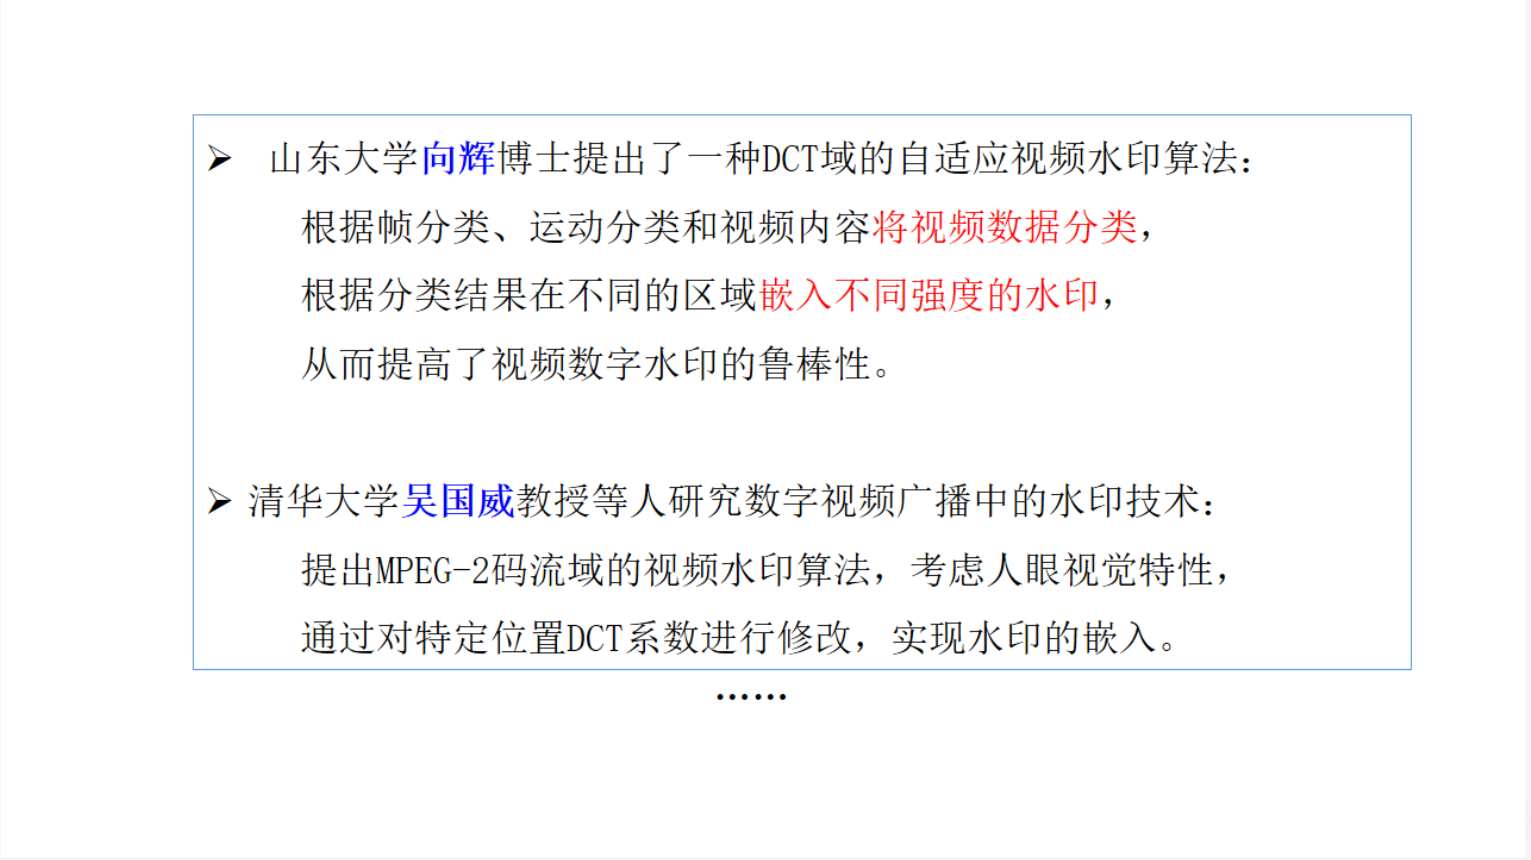 ➢ 山东大学向辉博士提出了一种DCT域的自适应视频水印算法：
根据帧分类、运动分类和视频内容将视频数据分类，
根据分类结果在不同的区域嵌入不同强度的水印，
从而提高了视频数字水印的鲁棒性。
➢ 清华大学吴国威教授等人研究数字视频广播中的水印技术：
提出MPEG-2码流域的视频水印算法，考虑人眼视觉特性，
通过对特定位置DCT系数进行修改，实现水印的嵌入。
……